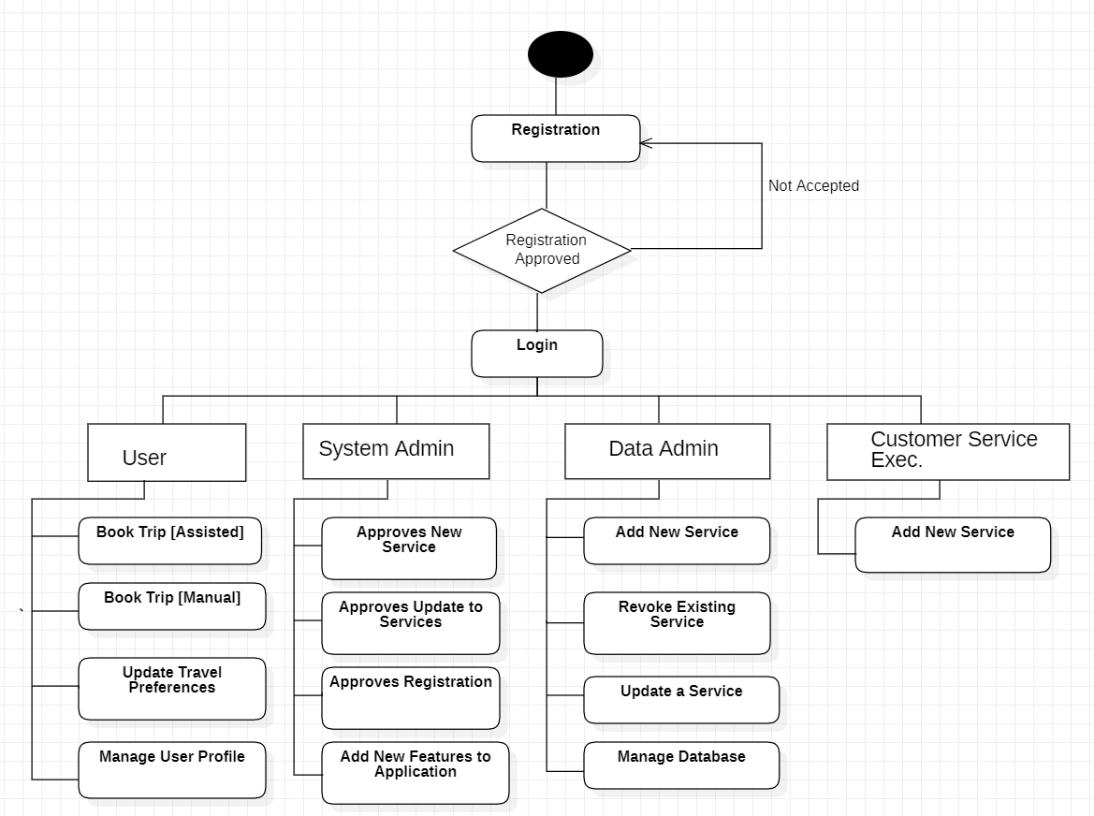 Registration
Not Accepted
Registration
Approved
Login
User
System Admin
Data Admin
Customer Service
Exec.
Book Trip [Assisted]
Book Trip [Manual]
Update Travel
Preferences
Manage User Profile
Approves New
Service
Approves Update to
Services
Approves Registration
Add New Features to
Application
Add New Service
Revoke Existing
Service
Update a Service
Manage Database
Add New Service
`